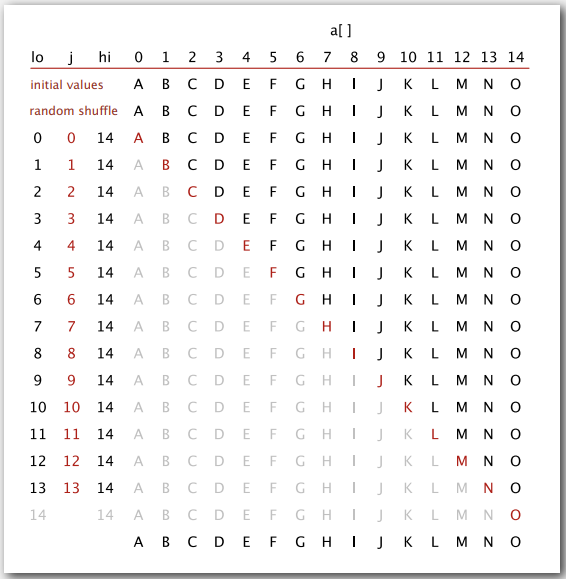 a[ ]
lo j hi 0 1 2 3 4 5 6 7 8 9 10 11 12 13 14
initial values A B C D E F G H I J K L M N O
random shuffle A B C D E F G H I J K L M N O
0 0 14 A B C D E F G H I J K L M N O
1 1 14 A B C D E F G H I J K L M N O
2 2 14 A B C D E F G H I J K L M N O
3 3 14 A B C D E F G H I J K L M N O
4 4 14 A B C D E F G H I J K L M N O
5 5 14 A B C D E F G H I J K L M N O
6 6 14 A B C D E F G H I J K L M N O
7 7 14 A B C D E F G H I J K L M N O
8 8 14 A B C D E F G H I J K L M N O
9 9 14 A B C D E F G H I J K L M N O
10 10 14 A B C D E F G H I J K L M N O
11 11 14 A B C D E F G H I J K L M N O
12 12 14 A B C D E F G H I J K L M N O
13 13 14 A B C D E F G H I J K L M N O
14 14 A B C D E F G H I J K L M N O
A B C D E F G H I J K L M N O